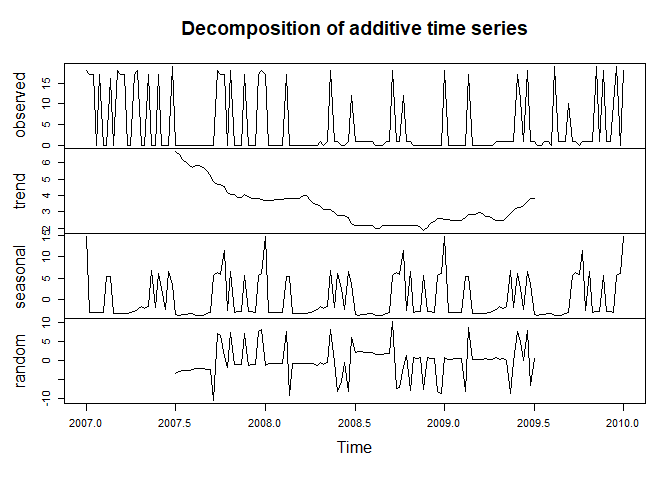 Decomposition of additive time series
observed
0 5 10 15
trend
2 3 4 5 6
seasonal
0 5 10 15
random
-10 0 5 10
Time
2007.0 2007.5 2008.0 2008.5 2009.0 2009.5 2010.0